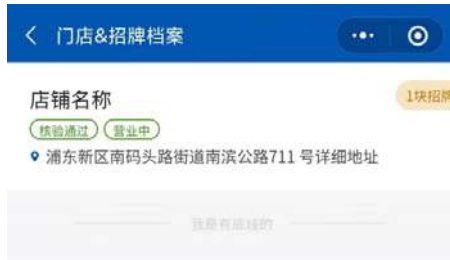 门店&招牌档案
店铺名称
1块招牌
核验通过 营业中
浦东新区南码头路街道南滨公路711号详细地址
我是有底线的